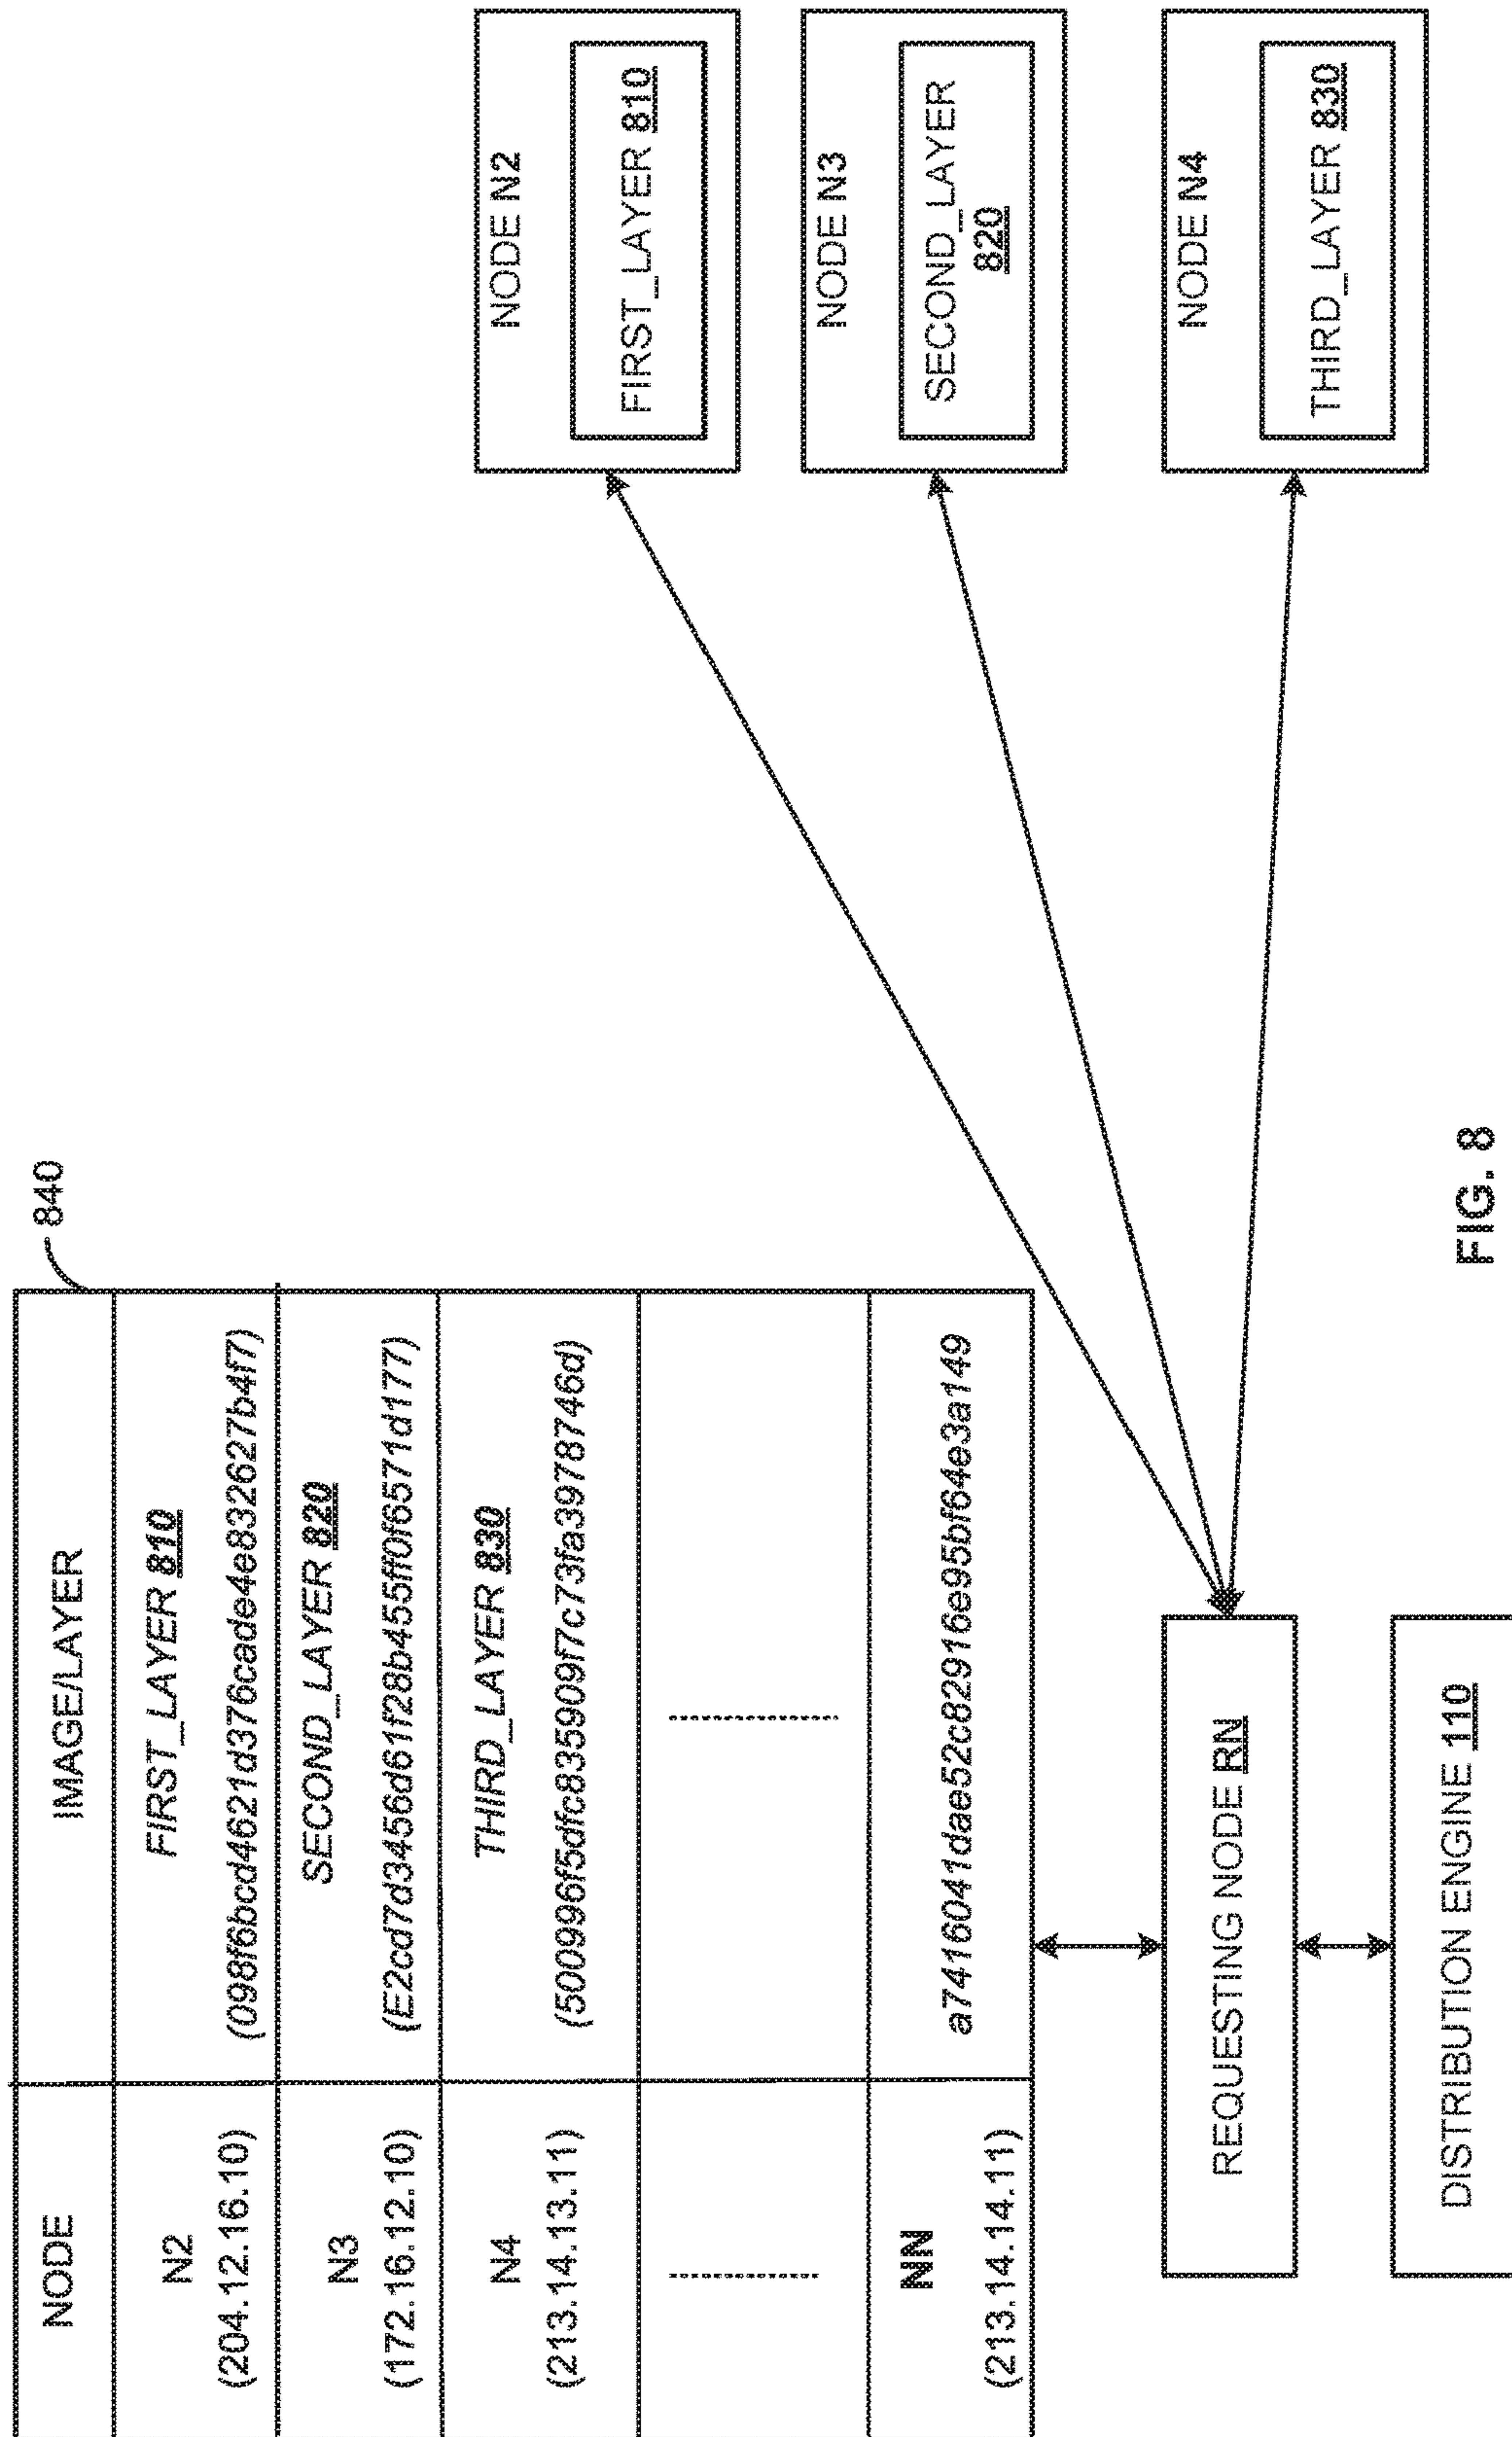 840
NODE
IMAGE/LAYER
N2
(204.12.16.10)
FIRST_LAYER 810
(098f6bcd4621d376cade4e832627b4f7)
N3
(172.16.12.10)
SECOND_LAYER 820
(E2cd7d3456d61f28b455ff0f6571d177)
N4
(213.14.13.11)
THIRD_LAYER 830
(500996f5dfc835909f7c73fa3978746d)
NN
(213.14.14.11)
a7416041dae52c82916e95bf64e3a149
REQUESTING NODE RN
DISTRIBUTION ENGINE 110
NODE N2
FIRST_LAYER 810
NODE N3
SECOND_LAYER
820
NODE N4
THIRD_LAYER 830
FIG. 8